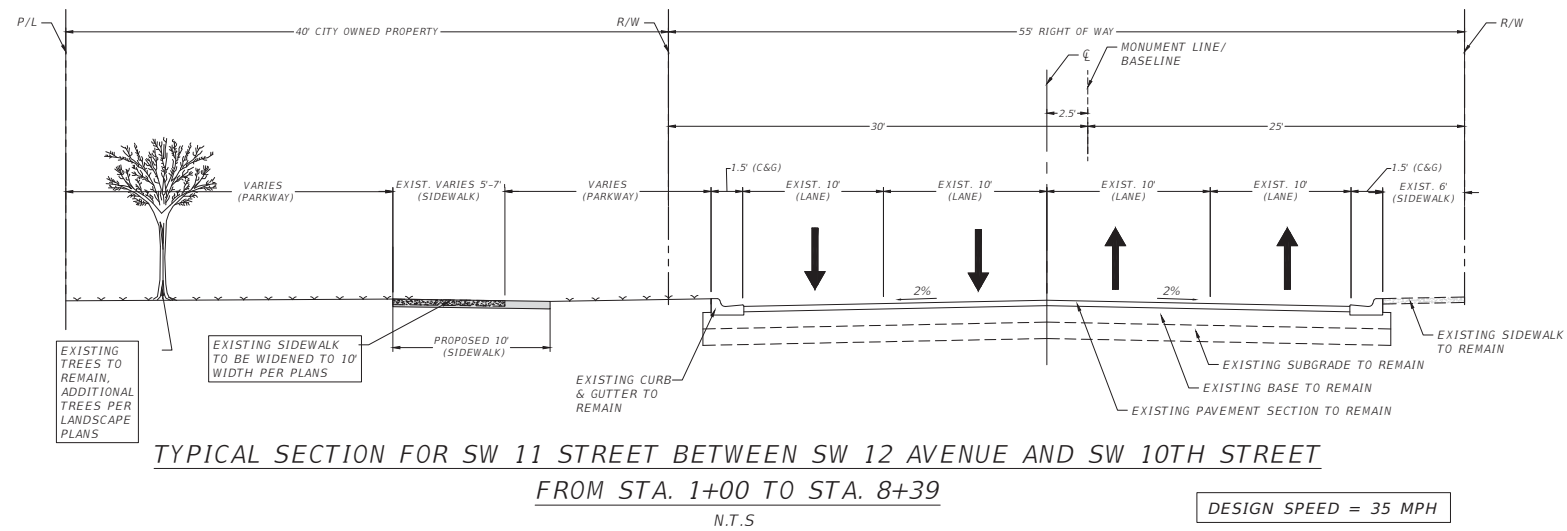 P/L
R/W
R/W
40' CITY OWNED PROPERTY
55' RIGHT OF WAY
℄
MONUMENT LINE/
BASELINE
2.5'
30'
25'
1.5' (C&G)
1.5' (C&G)
VARIES
(PARKWAY)
EXIST. VARIES 5'-7'
(SIDEWALK)
VARIES
(PARKWAY)
EXIST. 10'
(LANE)
EXIST. 10'
(LANE)
EXIST. 10'
(LANE)
EXIST. 10'
(LANE)
EXIST. 6'
(SIDEWALK)
2%
2%
EXISTING
TREES TO
REMAIN,
ADDITIONAL
TREES PER
LANDSCAPE
PLANS
EXISTING SIDEWALK
TO BE WIDENED TO 10'
WIDTH PER PLANS
PROPOSED 10'
(SIDEWALK)
EXISTING CURB
& GUTTER TO
REMAIN
EXISTING SIDEWALK
TO REMAIN
EXISTING SUBGRADE TO REMAIN
EXISTING BASE TO REMAIN
EXISTING PAVEMENT SECTION TO REMAIN
TYPICAL SECTION FOR SW 11 STREET BETWEEN SW 12 AVENUE AND SW 10TH STREET
FROM STA. 1+00 TO STA. 8+39
N.T.S
DESIGN SPEED = 35 MPH